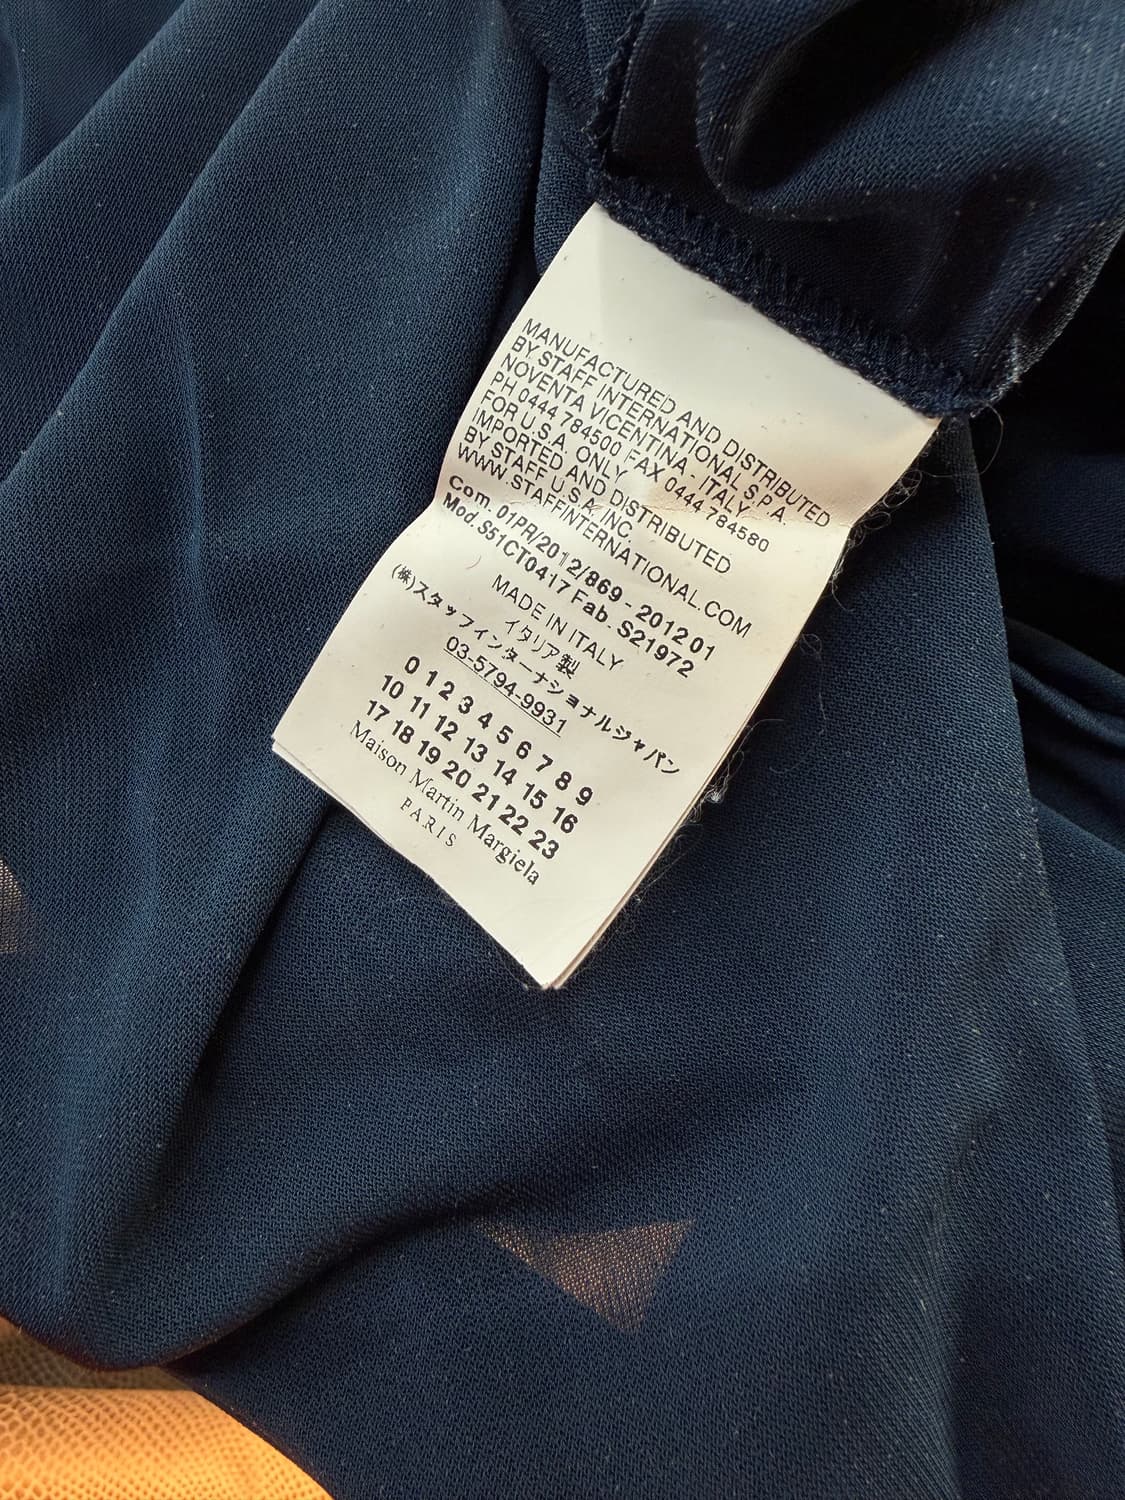 MANUFACTURED AND DISTRIBUTED
BY STAFF INTERNATIONAL S.P.A.
NOVENTA VICENTINA - ITALY
PH 0444 784500 FAX 0444 784580
FOR U.S.A. ONLY
IMPORTED AND DISTRIBUTED
BY STAFF U.S.A. INC.
WWW.STAFFINTERNATIONAL.COM
Com. 01PR/2012/869 - 2012 01
Mod. S51CT0417 Fab. S21972
MADE IN ITALY
イタリア製
(株)スタッフインターナショナルジャパン
03-5794-9931
0 1 2 3 4 5 6 7 8 9
10 11 12 13 14 15 16
17 18 19 20 21 22 23
Maison Martin Margiela
PARIS